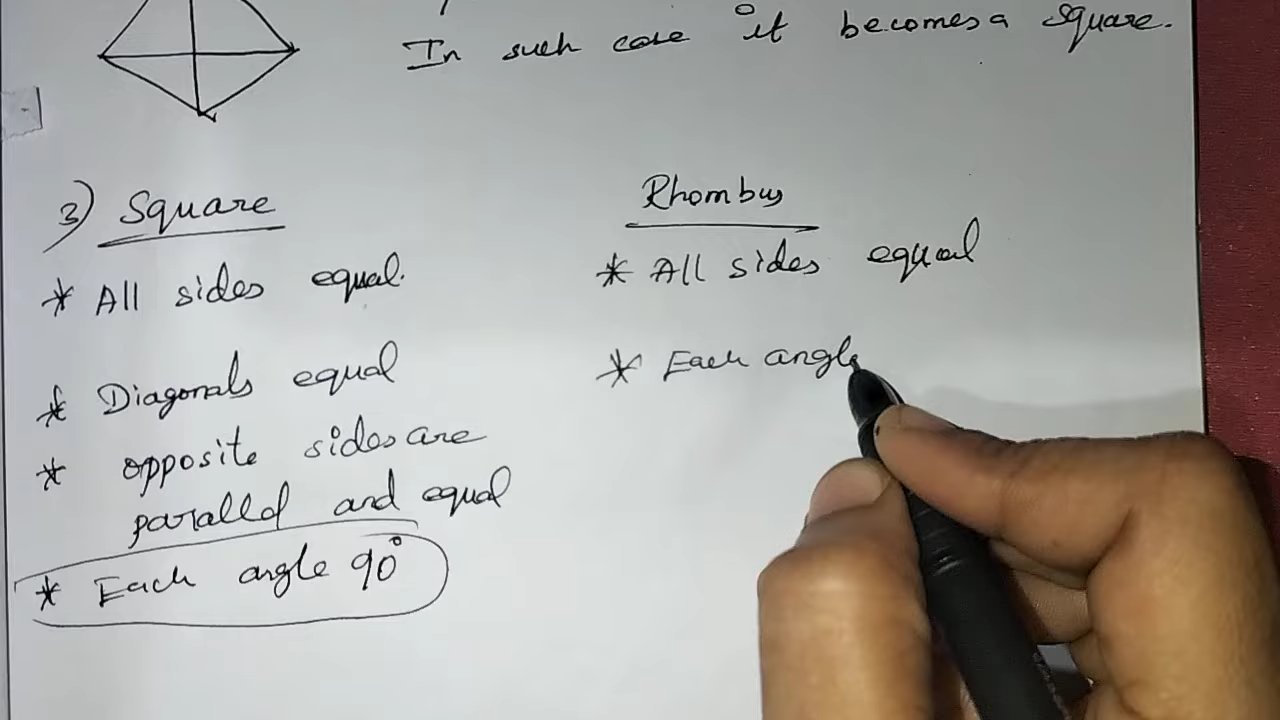 In such case it becomes a square.
3) Square
* All sides equal.
* Diagonals equal
* opposite sides are
parallel and equal
* Each angle 90°
Rhombus
* All sides equal
* Each angle